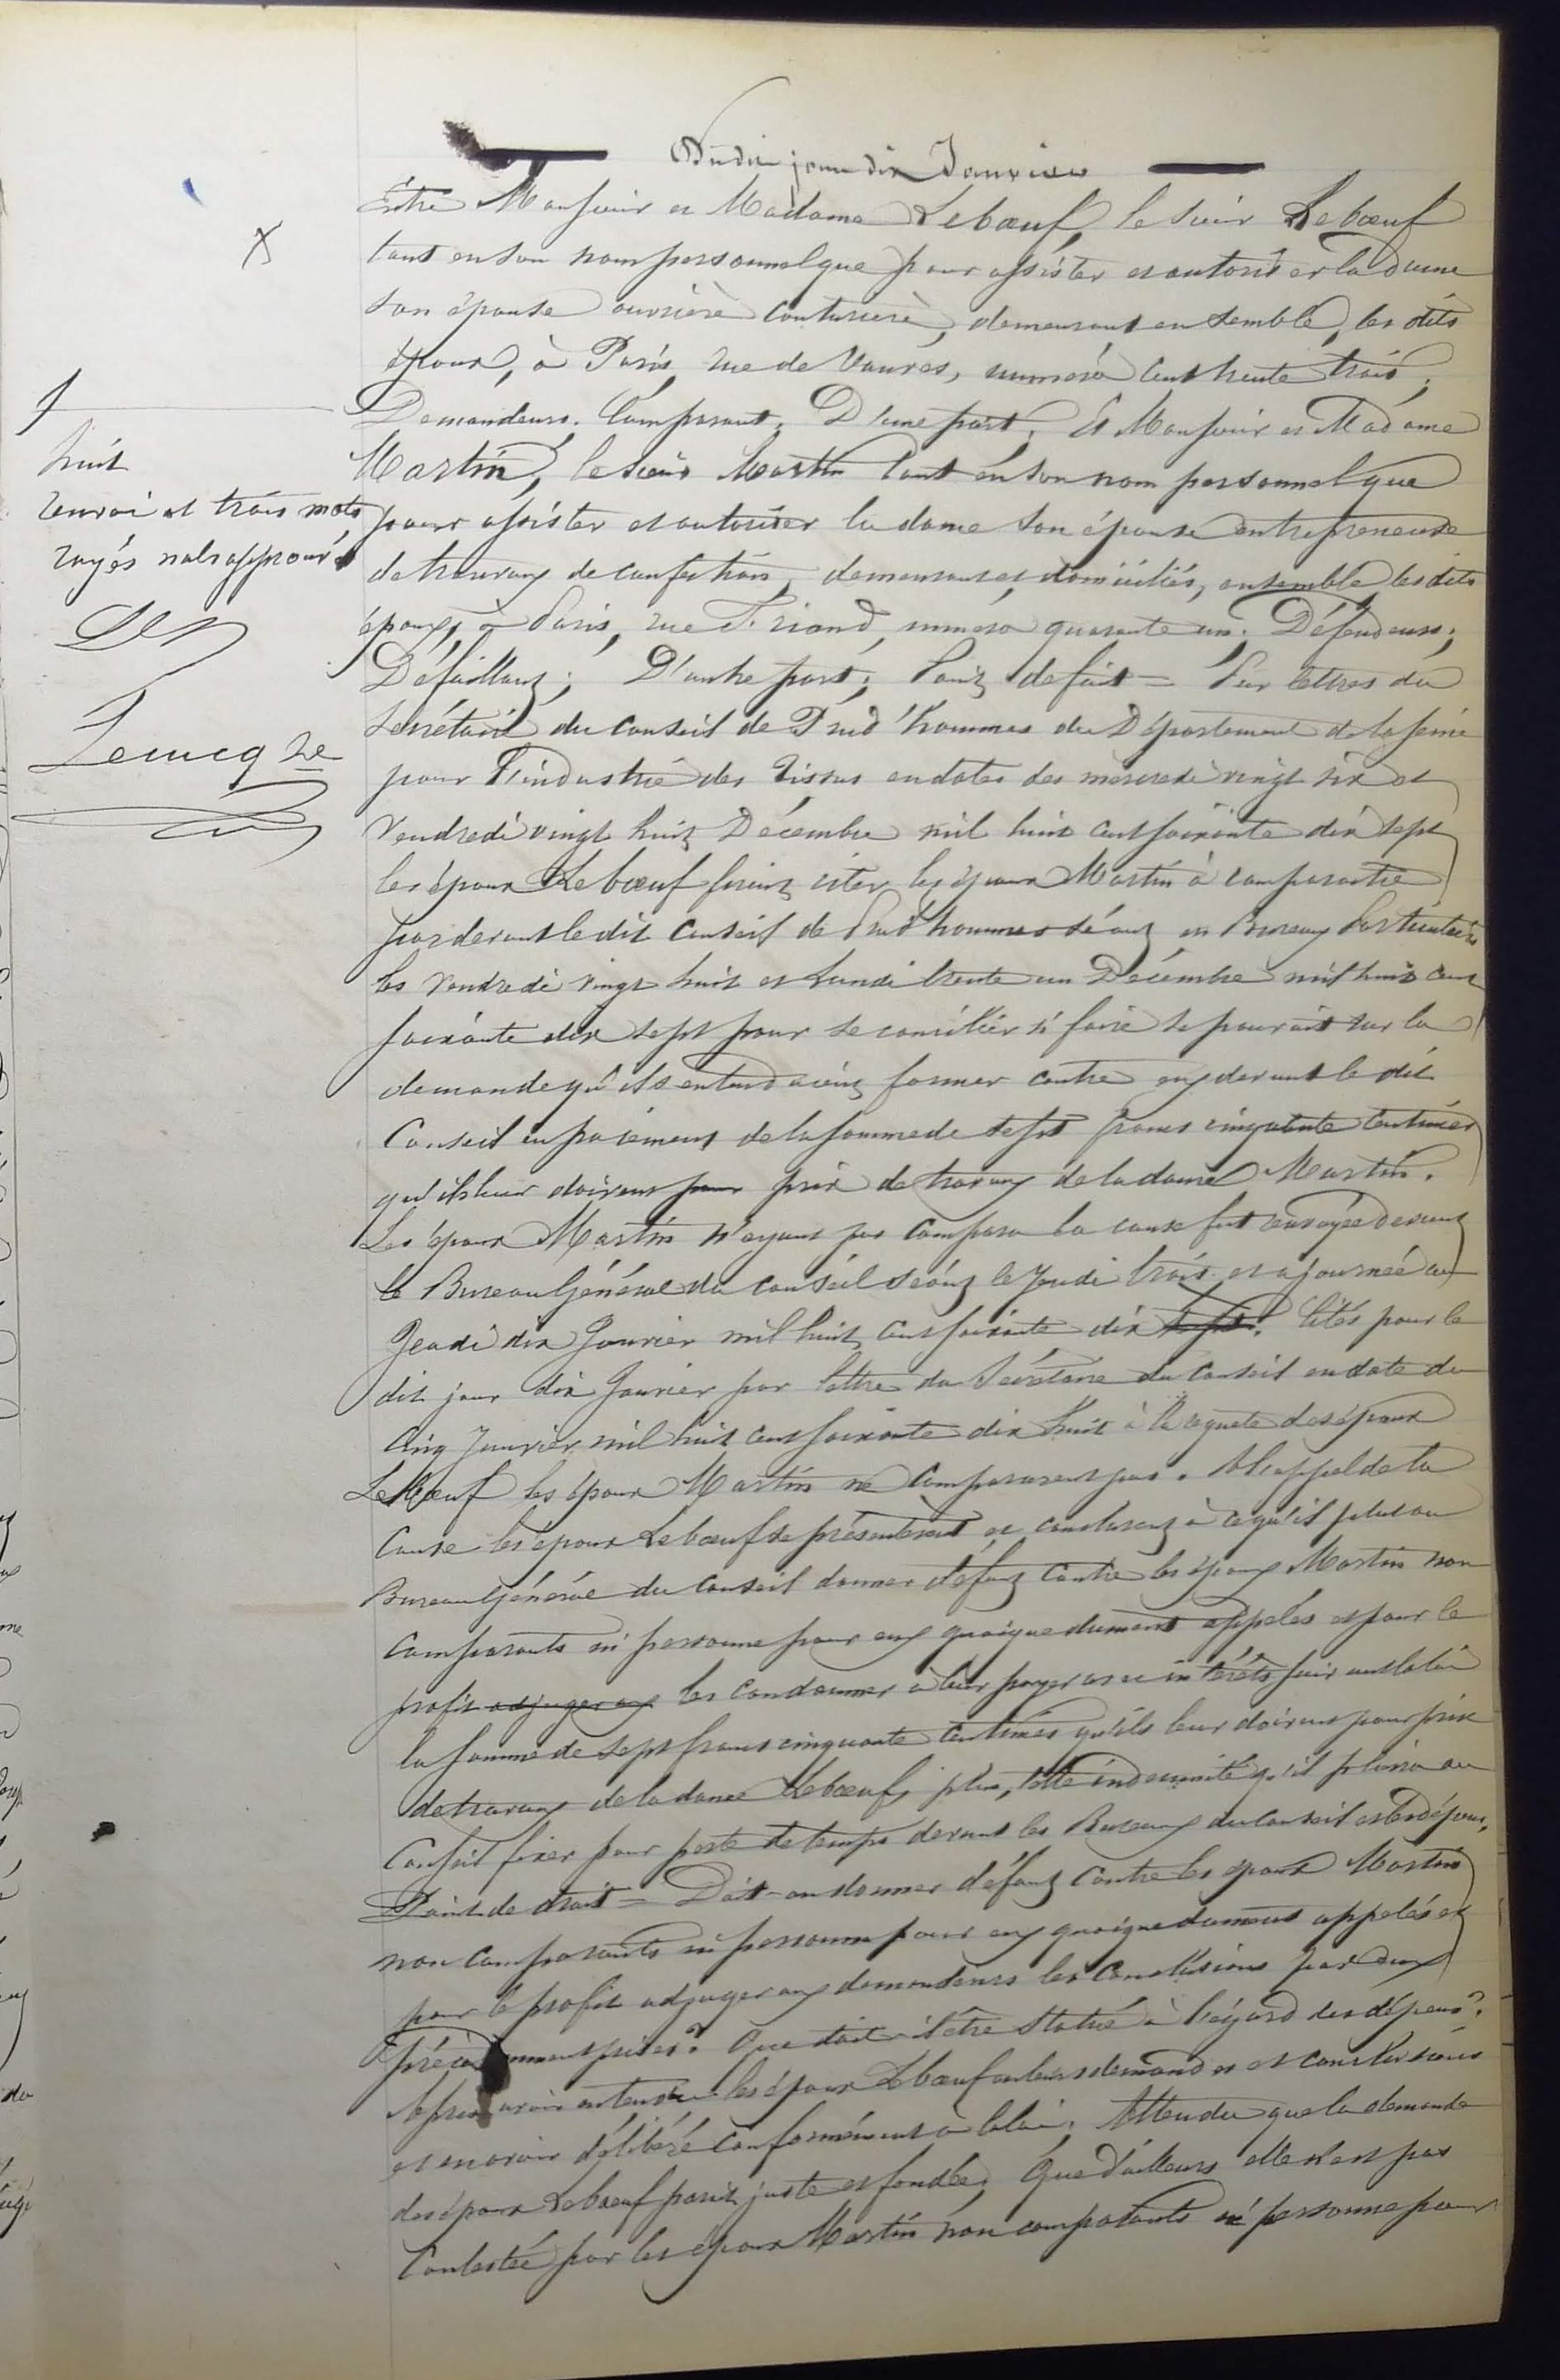 Dudit jour dix Janvier
Entre Monsieur et Madame Leboeuf, le sieur Leboeuf
tant en son nom personnel que pour assister et autoriser la dame
son épouse ouvrière couturière, demeurant ensemble, les dits
époux, à Paris, rue de Vanves, numéro cent trente trois;
Demandeurs. Comparant; D'une part; Et Monsieur et Madame
Martin, le sieur Martin tant en son nom personnel que
pour assister et autoriser la dame son épouse entrepreneuse
de travaux de confections, demeurant et domiciliés, ensemble les dits
époux, à Paris, rue Friand, numéro quarante un; Défendeurs;
Défaillant; D'autre part; Point de fait = Par lettres du
Secrétaire du Conseil de Prud'hommes du Département de la Seine
pour l'industrie des Tissus en dates des mercredi vingt six et
Vendredi vingt huit Décembre mil huit cent soixante dix sept
les époux Leboeuf firent citer les époux Martin à comparaitre
par devant le dit Conseil de Prud'hommes séant en Bureaux Particuliers
les Vendredi vingt huit et Lundi trente un Décembre mil huit cent
soixante dix sept pour se concilier si faire se pouvait sur la
demande qu'ils entendaient former contre eux devant le dit
Conseil en paiement de la somme de sept francs cinquante centimes
qu'ils leur doivent pour prix de travaux de la dame Martin.
Les époux Martin n'ayant pas comparu la cause fut renvoyée devant
le Bureau Général du Conseil séant le Jeudi trois et ajournée au
Jeudi dix Janvier mil huit cent soixante dix sept. Cités pour le
dit jour dix Janvier par lettre du Secrétaire du Conseil en date du
cinq Janvier mil huit cent soixante dix huit à la requête des époux
Leboeuf les époux Martin ne comparurent pas. A l'appel de la
Cause les époux Leboeuf se présentèrent et conclurent à ce qu'il plut au
Bureau Général du Conseil donner défaut contre les époux Martin non
comparants ni personne pour eux quoique dument appelés et pour le
profit adjuger aux les condamner à leur payer avec intérêts suivant la loi
la somme de sept francs cinquante centimes qu'ils leur doivent pour prix
de travaux de la dame Leboeuf, plus, telle indemnité qu'il plaira au
Conseil fixer pour perte de temps devant les Bureaux du Conseil et les dépens.
Point de droit = Doit-on donner défaut contre les époux Martin
non comparants ni personne pour eux quoique dument appelés et
pour le profit adjuger aux demandeurs les conclusions par eux
précédemment prises? Que doit-il être statué à l'égard des dépens?
Après avoir entendu les époux Leboeuf en leurs demandes et conclusions
et en avoir délibéré conformément à la loi; Attendu que la demande
des époux Leboeuf parait juste et fondée; Que d'ailleurs elle n'est pas
contestée par les époux Martin non comparants ni personne pour
X
huit
renvoi et trois mots
rayés nuls approuvés
Lecucq